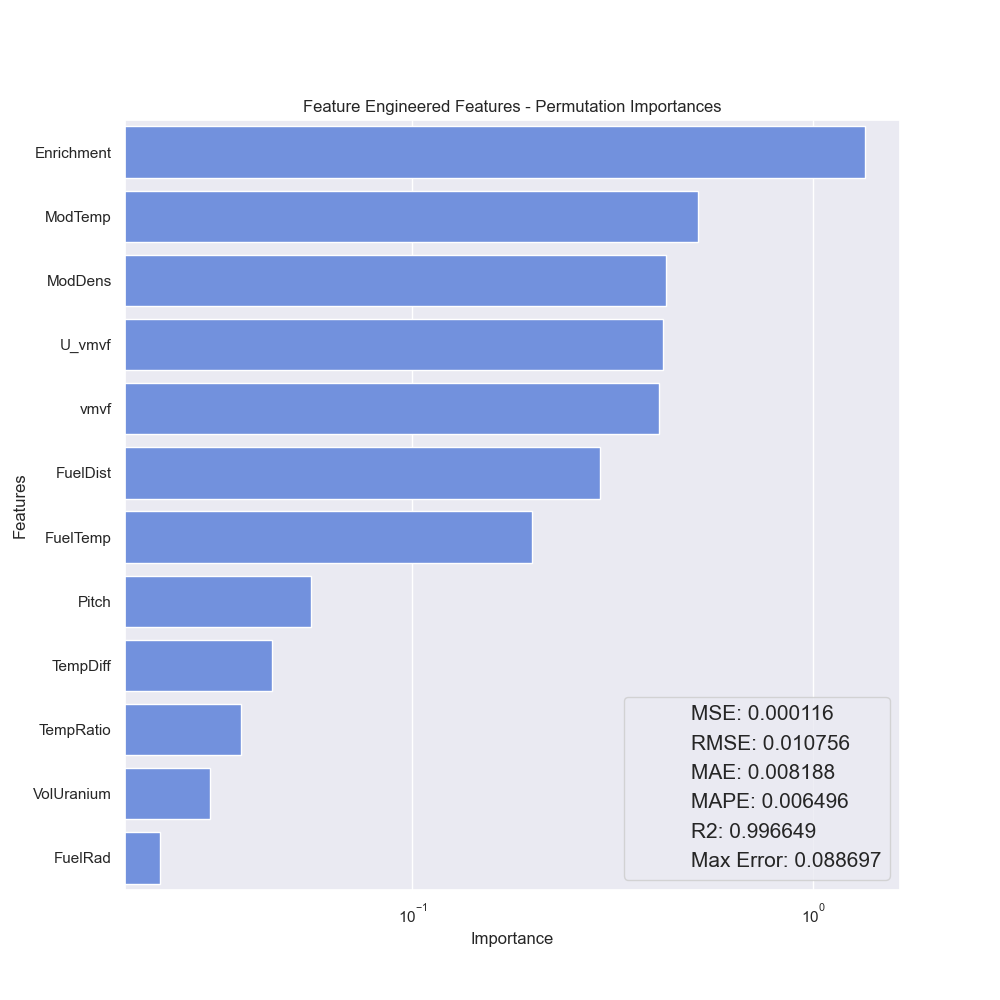 Feature Engineered Features - Permutation Importances
Enrichment
ModTemp
ModDens
U_vmvf
vmvf
FuelDist
FuelTemp
Pitch
TempDiff
TempRatio
VolUranium
FuelRad
Features
MSE: 0.000116
RMSE: 0.010756
MAE: 0.008188
MAPE: 0.006496
R2: 0.996649
Max Error: 0.088697
10⁻¹ 10⁰
Importance